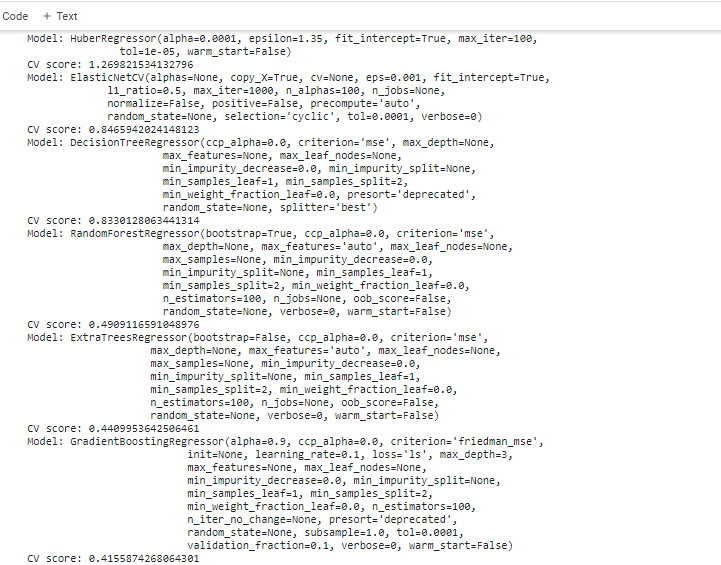 Code + Text
Model: HuberRegressor(alpha=0.0001, epsilon=1.35, fit_intercept=True, max_iter=100,
tol=1e-05, warm_start=False)
CV score: 1.269821534132796
Model: ElasticNetCV(alphas=None, copy_X=True, cv=None, eps=0.001, fit_intercept=True,
l1_ratio=0.5, max_iter=1000, n_alphas=100, n_jobs=None,
normalize=False, positive=False, precompute='auto',
random_state=None, selection='cyclic', tol=0.0001, verbose=0)
CV score: 0.8465942024148123
Model: DecisionTreeRegressor(ccp_alpha=0.0, criterion='mse', max_depth=None,
max_features=None, max_leaf_nodes=None,
min_impurity_decrease=0.0, min_impurity_split=None,
min_samples_leaf=1, min_samples_split=2,
min_weight_fraction_leaf=0.0, presort='deprecated',
random_state=None, splitter='best')
CV score: 0.8330128063441314
Model: RandomForestRegressor(bootstrap=True, ccp_alpha=0.0, criterion='mse',
max_depth=None, max_features='auto', max_leaf_nodes=None,
max_samples=None, min_impurity_decrease=0.0,
min_impurity_split=None, min_samples_leaf=1,
min_samples_split=2, min_weight_fraction_leaf=0.0,
n_estimators=100, n_jobs=None, oob_score=False,
random_state=None, verbose=0, warm_start=False)
CV score: 0.4909116591048976
Model: ExtraTreesRegressor(bootstrap=False, ccp_alpha=0.0, criterion='mse',
max_depth=None, max_features='auto', max_leaf_nodes=None,
max_samples=None, min_impurity_decrease=0.0,
min_impurity_split=None, min_samples_leaf=1,
min_samples_split=2, min_weight_fraction_leaf=0.0,
n_estimators=100, n_jobs=None, oob_score=False,
random_state=None, verbose=0, warm_start=False)
CV score: 0.4409953642506461
Model: GradientBoostingRegressor(alpha=0.9, ccp_alpha=0.0, criterion='friedman_mse',
init=None, learning_rate=0.1, loss='ls', max_depth=3,
max_features=None, max_leaf_nodes=None,
min_impurity_decrease=0.0, min_impurity_split=None,
min_samples_leaf=1, min_samples_split=2,
min_weight_fraction_leaf=0.0, n_estimators=100,
n_iter_no_change=None, presort='deprecated',
random_state=None, subsample=1.0, tol=0.0001,
validation_fraction=0.1, verbose=0, warm_start=False)
CV score: 0.4155874268064301